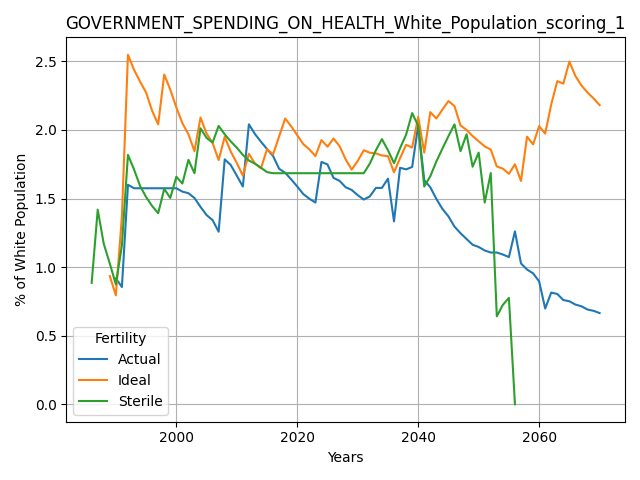 GOVERNMENT_SPENDING_ON_HEALTH_White_Population_scoring_1
% of White Population
2.5
2.0
1.5
1.0
0.5
0.0
Fertility
Actual
Ideal
Sterile
2000 2020 2040 2060
Years